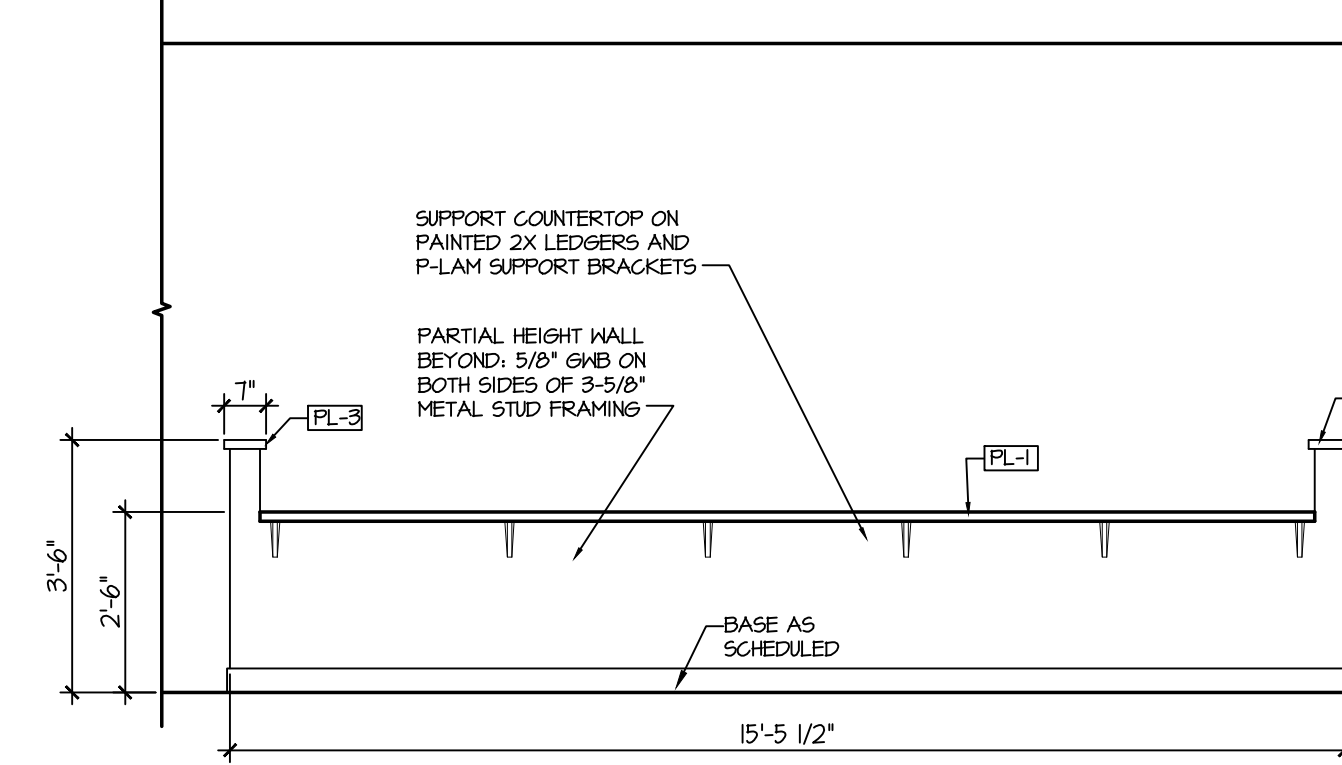 SUPPORT COUNTERTOP ON
PAINTED 2X LEDGERS AND
P-LAM SUPPORT BRACKETS
PARTIAL HEIGHT WALL
BEYOND: 5/8" GWB ON
BOTH SIDES OF 3-5/8"
METAL STUD FRAMING
7"
PL-3
PL-1
3'-6"
2'-6"
BASE AS
SCHEDULED
15'-5 1/2"